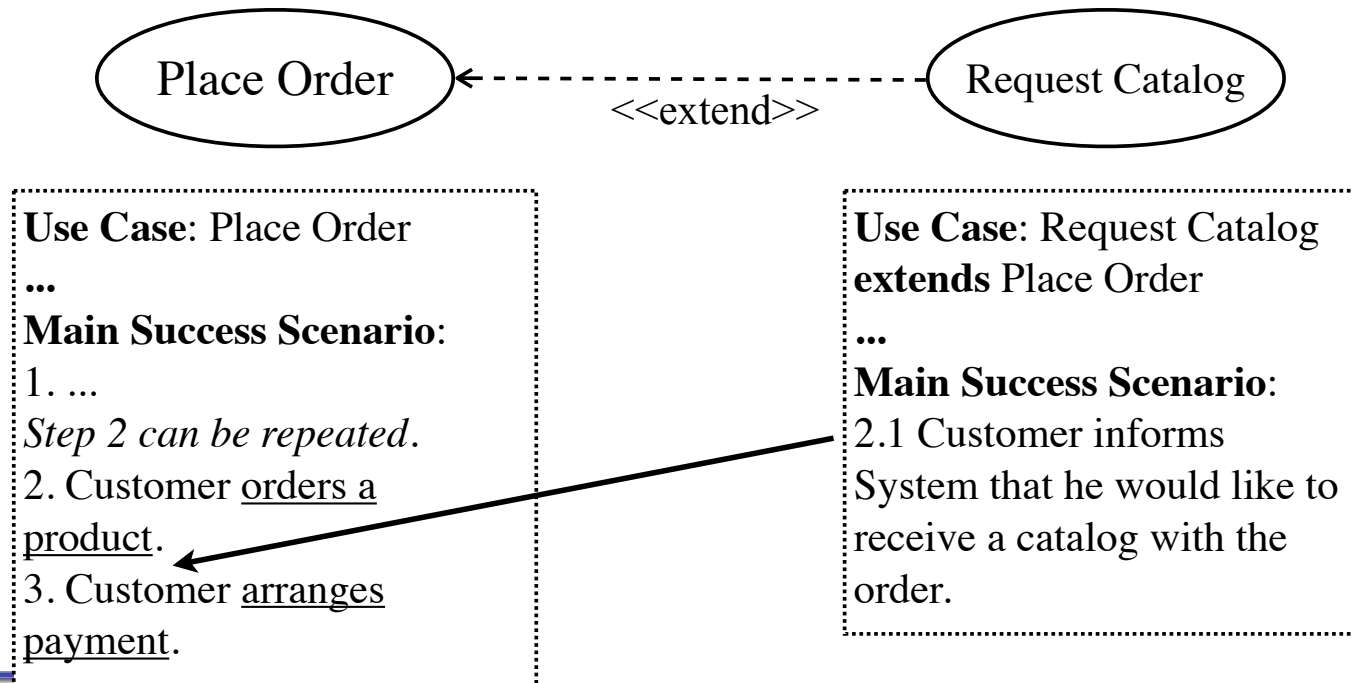 Place Order
<<extend>>
Request Catalog
Use Case: Place Order
...
Main Success Scenario:
1. ...
Step 2 can be repeated.
2. Customer orders a
product.
3. Customer arranges
payment.
Use Case: Request Catalog
extends Place Order
...
Main Success Scenario:
2.1 Customer informs
System that he would like to
receive a catalog with the
order.